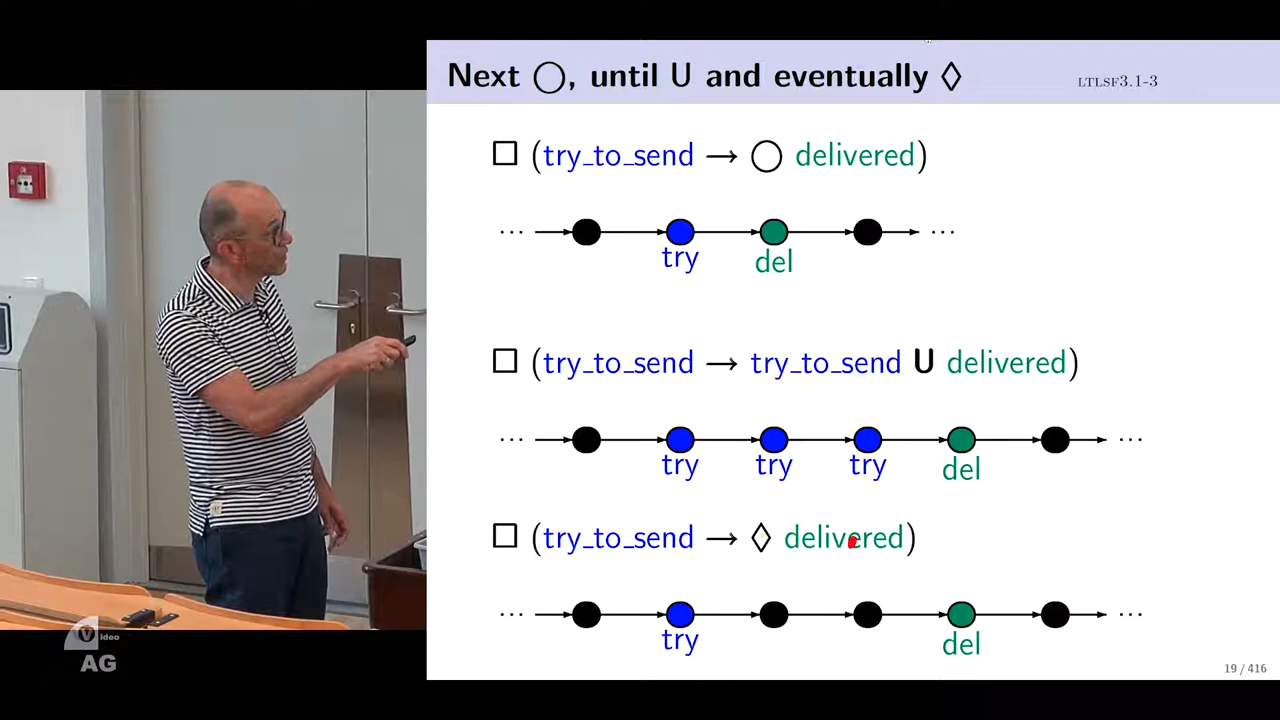 Next ◯, until U and eventually ◊ LTLSF3.1-3
□ (try_to_send → ◯ delivered)
... ...
try del
□ (try_to_send → try_to_send U delivered)
... ...
try try try del
□ (try_to_send → ◊ delivered)
... ...
try del
Video
AG
19 / 416